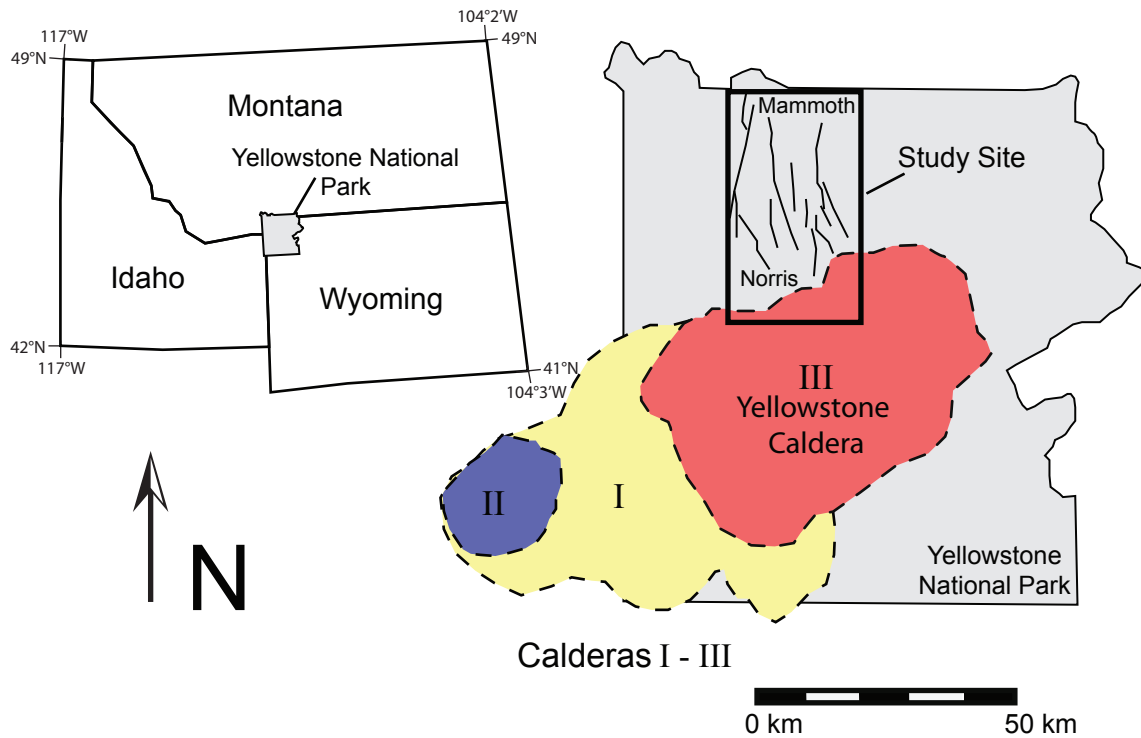 117°W
49°N
104°2'W
49°N
Montana
Yellowstone National
Park
Idaho
Wyoming
42°N
117°W
41°N
104°3'W
N
Mammoth
Study Site
Norris
III
Yellowstone
Caldera
II
I
Yellowstone
National Park
Calderas I - III
0 km
50 km